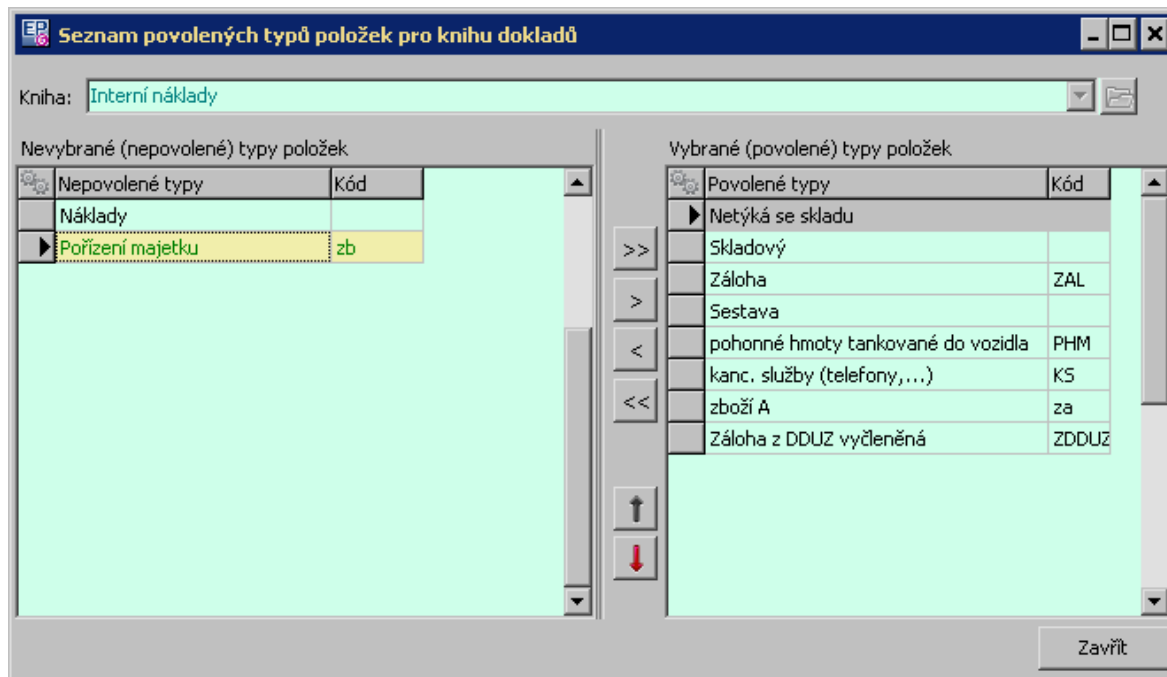 Seznam povolených typů položek pro knihu dokladů
Kniha: Interní náklady
Nevybrané (nepovolené) typy položek
Nepovolené typy Kód
Náklady
Pořízení majetku zb
>>
>
<
<<
Vybrané (povolené) typy položek
Povolené typy Kód
Netýká se skladu
Skladový
Záloha ZAL
Sestava
pohonné hmoty tankované do vozidla PHM
kanc. služby (telefony,...) KS
zboží A za
Záloha z DDUZ vyčleněná ZDDUZ
Zavřít